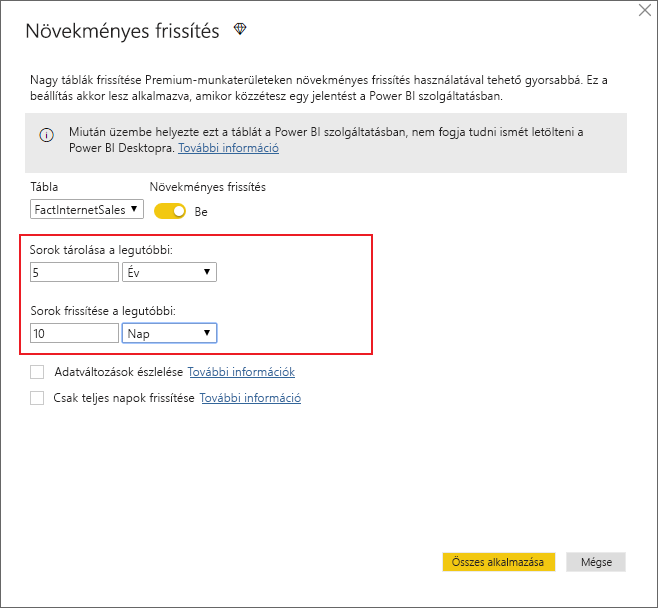 Növekményes frissítés
Nagy táblák frissítése Premium-munkaterületeken növekményes frissítés használatával tehető gyorsabbá. Ez a
beállítás akkor lesz alkalmazva, amikor közzétesz egy jelentést a Power BI szolgáltatásban.
Miután üzembe helyezte ezt a táblát a Power BI szolgáltatásban, nem fogja tudni ismét letölteni a
Power BI Desktopra. További információ
Tábla Növekményes frissítés
FactInternetSales Be
Sorok tárolása a legutóbbi:
5 Év
Sorok frissítése a legutóbbi:
10 Nap
Adatváltozások észlelése További információk
Csak teljes napok frissítése További információ
Összes alkalmazása Mégse